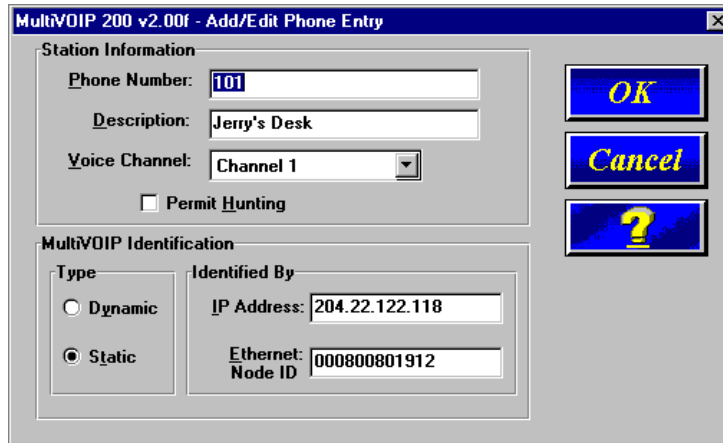 MultiVOIP 200 v2.00f - Add/Edit Phone Entry
Station Information
Phone Number: 101
Description: Jerry's Desk
Voice Channel: Channel 1
Permit Hunting
OK
Cancel
?
MultiVOIP Identification
Type
Dynamic
Static
Identified By
IP Address: 204.22.122.118
Ethernet: 000800801912
Node ID